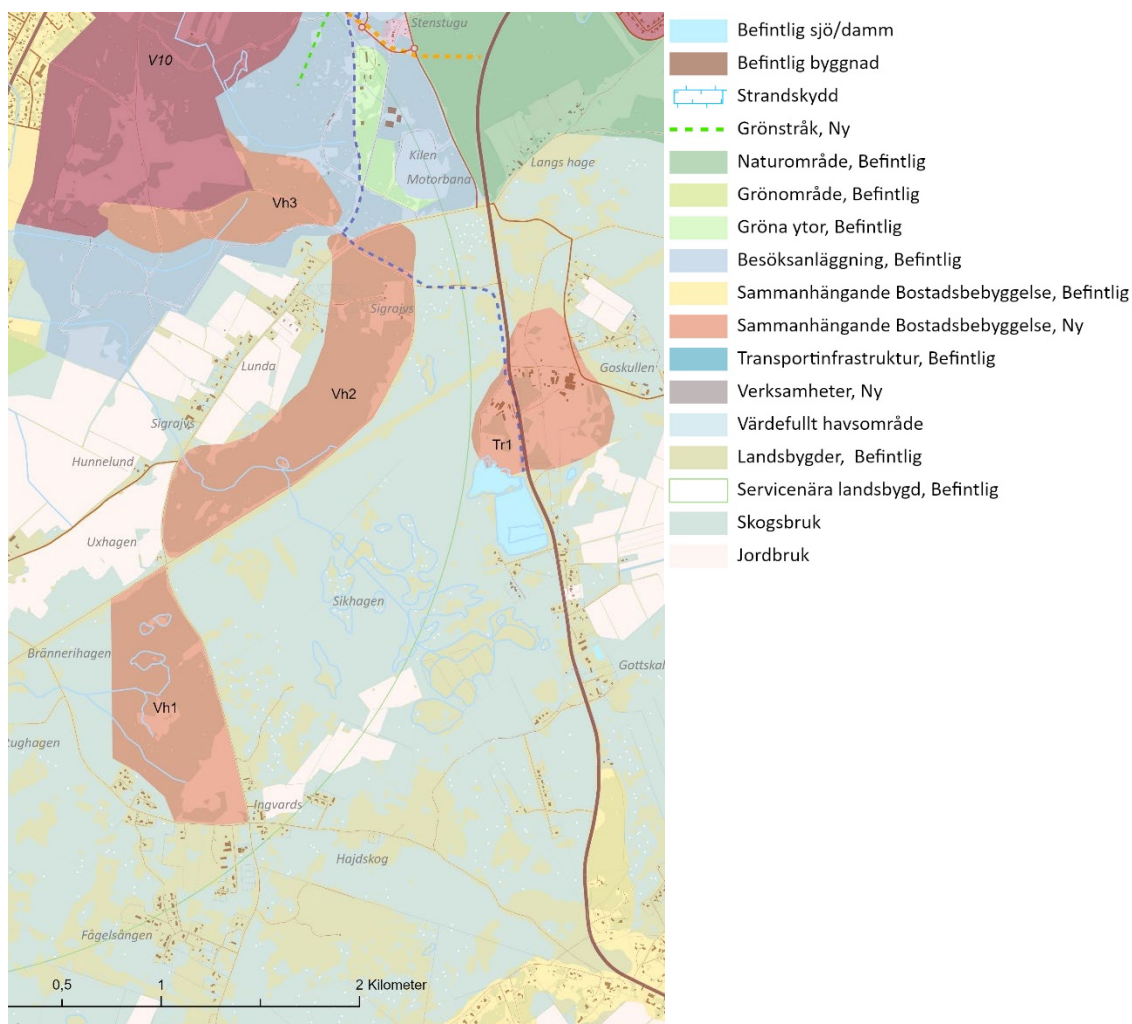 Stenstugu
V10
Kilen
Motorbana
Langs hage
Vh3
Sigrajvs
Lunda
Goskullen
Vh2
Sigrajvs
Tr1
Hunnelund
Uxhagen
Sikhagen
Brännerihagen
Gottskal
Vh1
Ingvards
Hajdskog
Fågelsången
0,5 1 2 Kilometer
Befintlig sjö/damm
Befintlig byggnad
Strandskydd
Grönstråk, Ny
Naturområde, Befintlig
Grönområde, Befintlig
Gröna ytor, Befintlig
Besöksanläggning, Befintlig
Sammanhängande Bostadsbebyggelse, Befintlig
Sammanhängande Bostadsbebyggelse, Ny
Transportinfrastruktur, Befintlig
Verksamheter, Ny
Värdefullt havsområde
Landsbygder, Befintlig
Servicenära landsbygd, Befintlig
Skogsbruk
Jordbruk